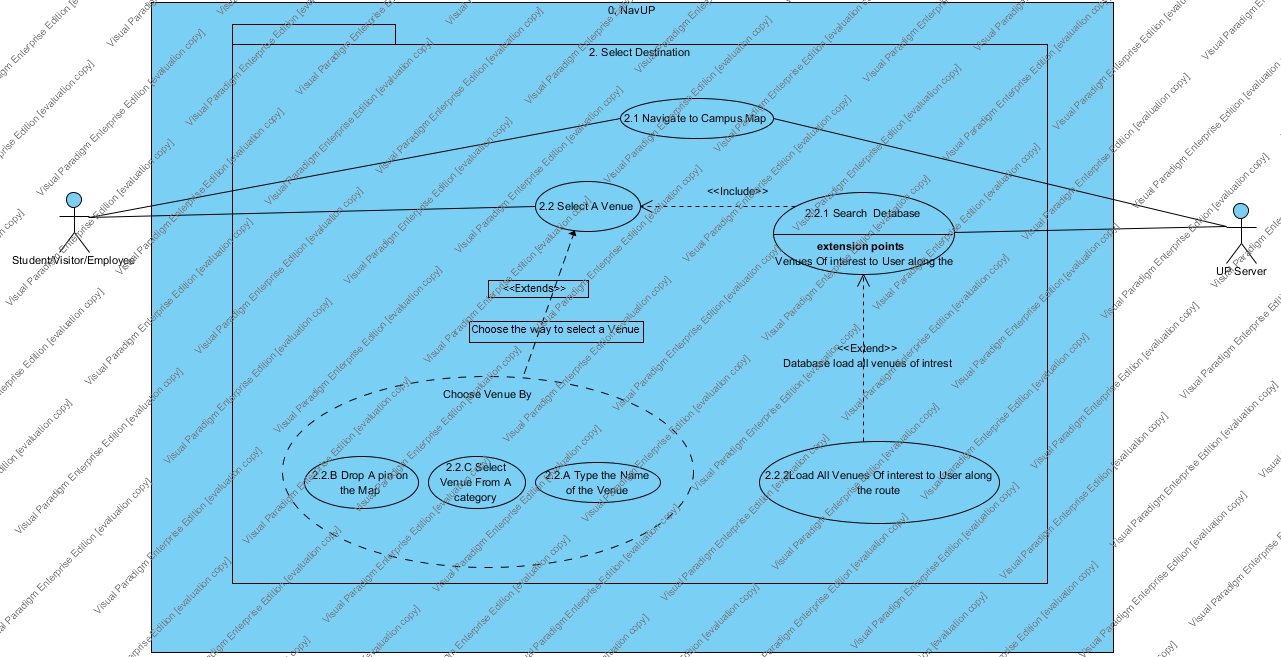 0, NavUP
2. Select Destination
2.1 Navigate to Campus Map
<<Include>>
2.2 Select A Venue
2.2.1 Search Database
extension points
Venues Of interest to User along the
Student/Visitor/Employee
UP Server
<<Extends>>
Choose the way to select a Venue
<<Extend>>
Database load all venues of intrest
Choose Venue By
2.2.B Drop A pin on
the Map
2.2.C Select
Venue From A
category
2.2.A Type the Name
of the Venue
2.2.2Load All Venues Of interest to User along
the route
Visual Paradigm Enterprise Edition [evaluation copy]